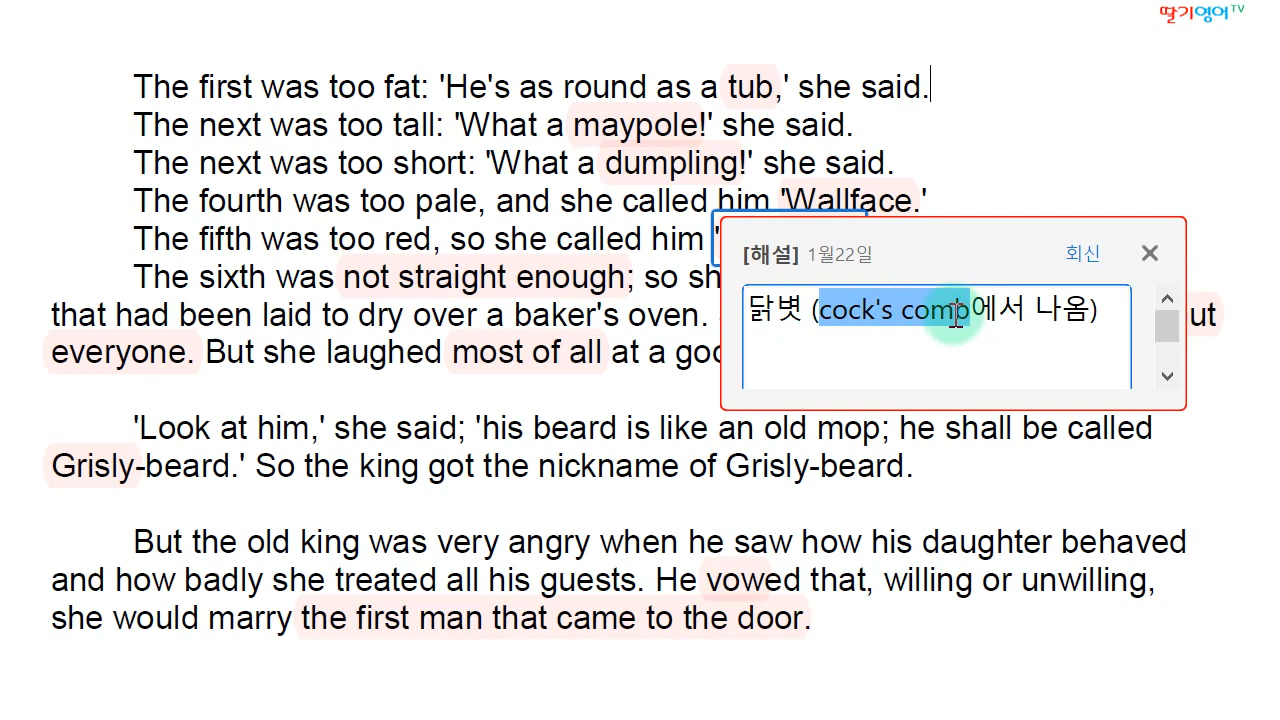 딸기영어TV
The first was too fat: 'He's as round as a tub,' she said.
The next was too tall: 'What a maypole!' she said.
The next was too short: 'What a dumpling!' she said.
The fourth was too pale, and she called him 'Wallface.'
The fifth was too red, so she called him '
The sixth was not straight enough; so sh
that had been laid to dry over a baker's oven.
ut
everyone. But she laughed most of all at a goo
[해설] 1월22일 회신
닭볏 (cock's comb에서 나옴)
'Look at him,' she said; 'his beard is like an old mop; he shall be called
Grisly-beard.' So the king got the nickname of Grisly-beard.
But the old king was very angry when he saw how his daughter behaved
and how badly she treated all his guests. He vowed that, willing or unwilling,
she would marry the first man that came to the door.